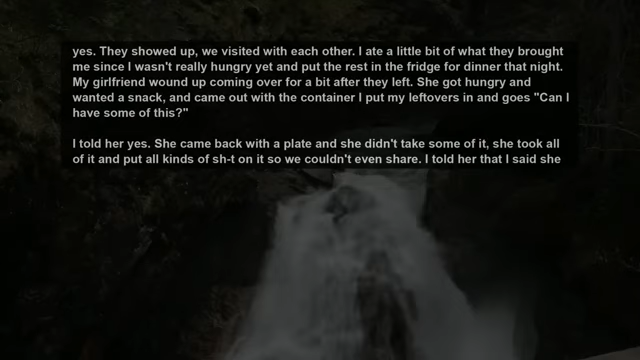 yes. They showed up, we visited with each other. I ate a little bit of what they brought
me since I wasn't really hungry yet and put the rest in the fridge for dinner that night.
My girlfriend wound up coming over for a bit after they left. She got hungry and
wanted a snack, and came out with the container I put my leftovers in and goes "Can I
have some of this?"
I told her yes. She came back with a plate and she didn't take some of it, she took all
of it and put all kinds of sh-t on it so we couldn't even share. I told her that I said she